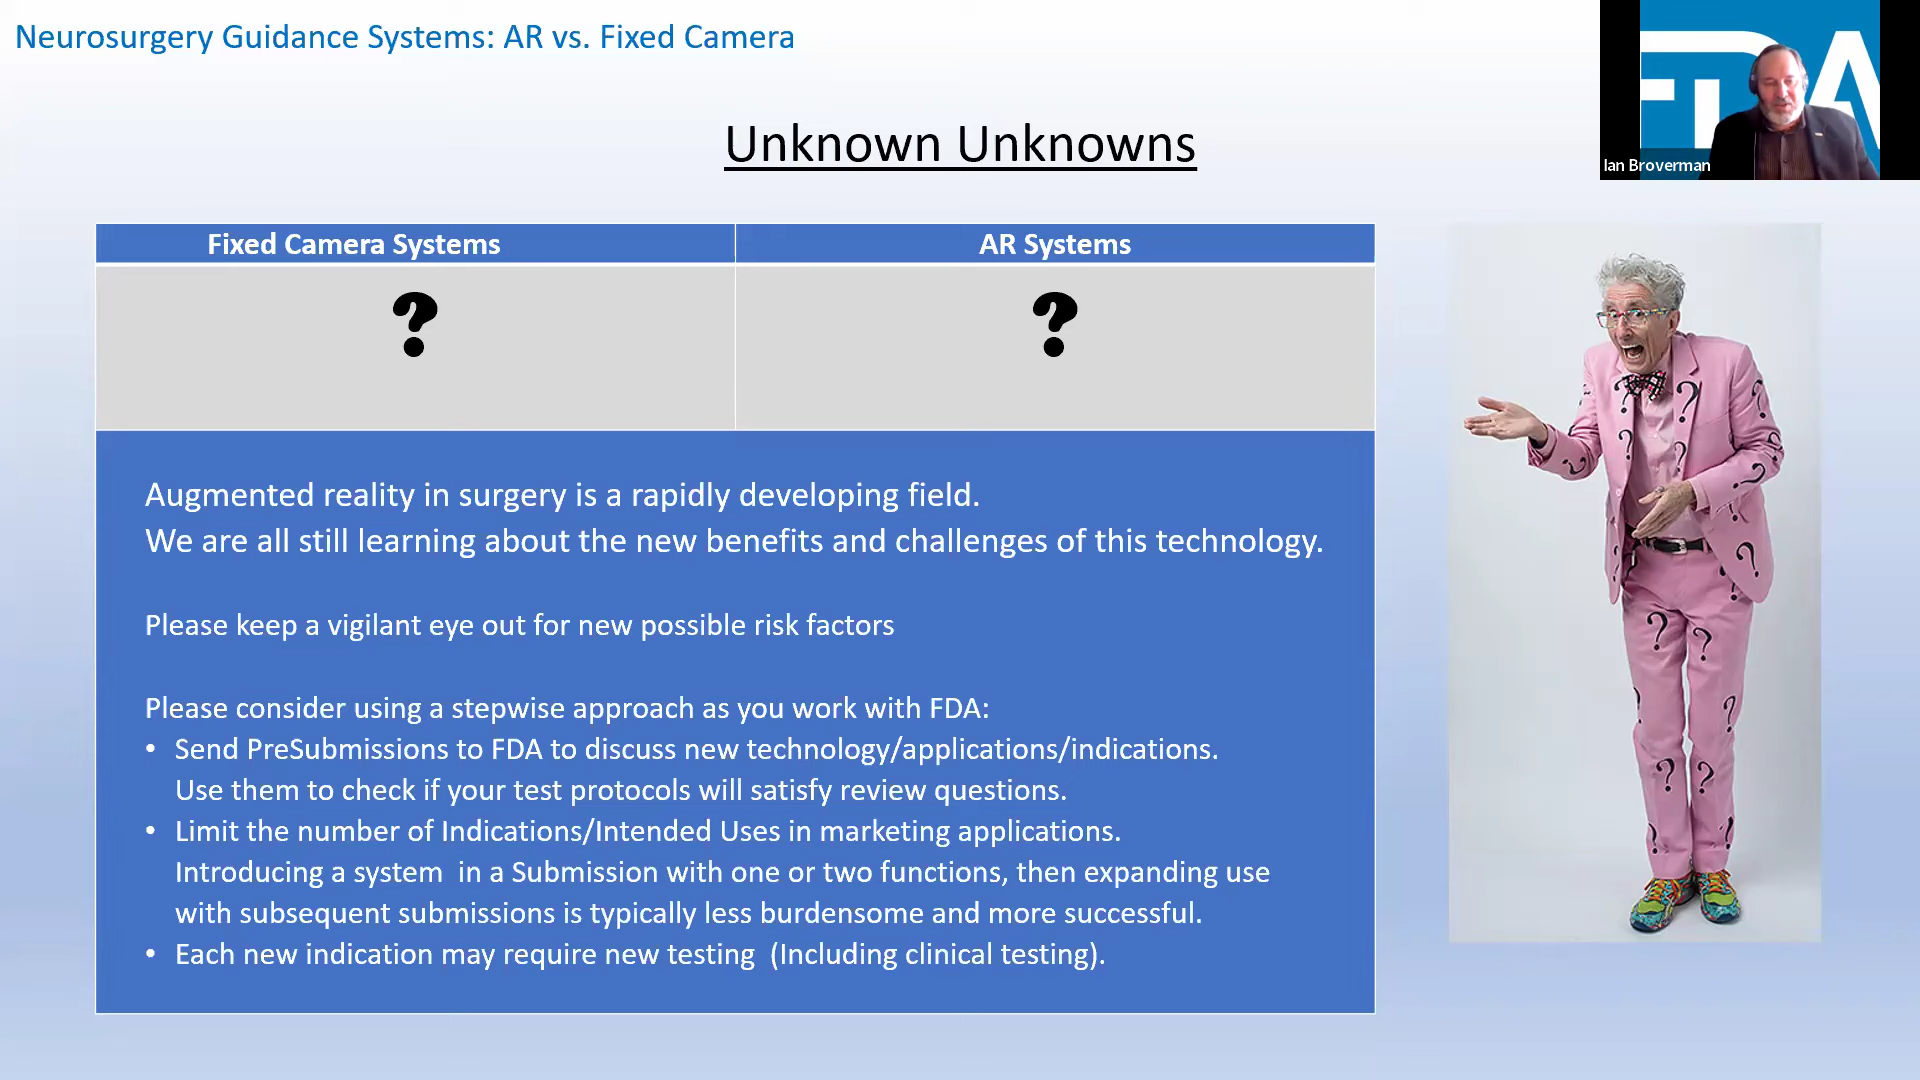 Neurosurgery Guidance Systems: AR vs. Fixed Camera
FDA
Ian Broverman
Unknown Unknowns
Fixed Camera Systems
AR Systems
?
?
Augmented reality in surgery is a rapidly developing field.
We are all still learning about the new benefits and challenges of this technology.
Please keep a vigilant eye out for new possible risk factors
Please consider using a stepwise approach as you work with FDA:
• Send PreSubmissions to FDA to discuss new technology/applications/indications.
Use them to check if your test protocols will satisfy review questions.
• Limit the number of Indications/Intended Uses in marketing applications.
Introducing a system  in a Submission with one or two functions, then expanding use
with subsequent submissions is typically less burdensome and more successful.
• Each new indication may require new testing  (Including clinical testing).